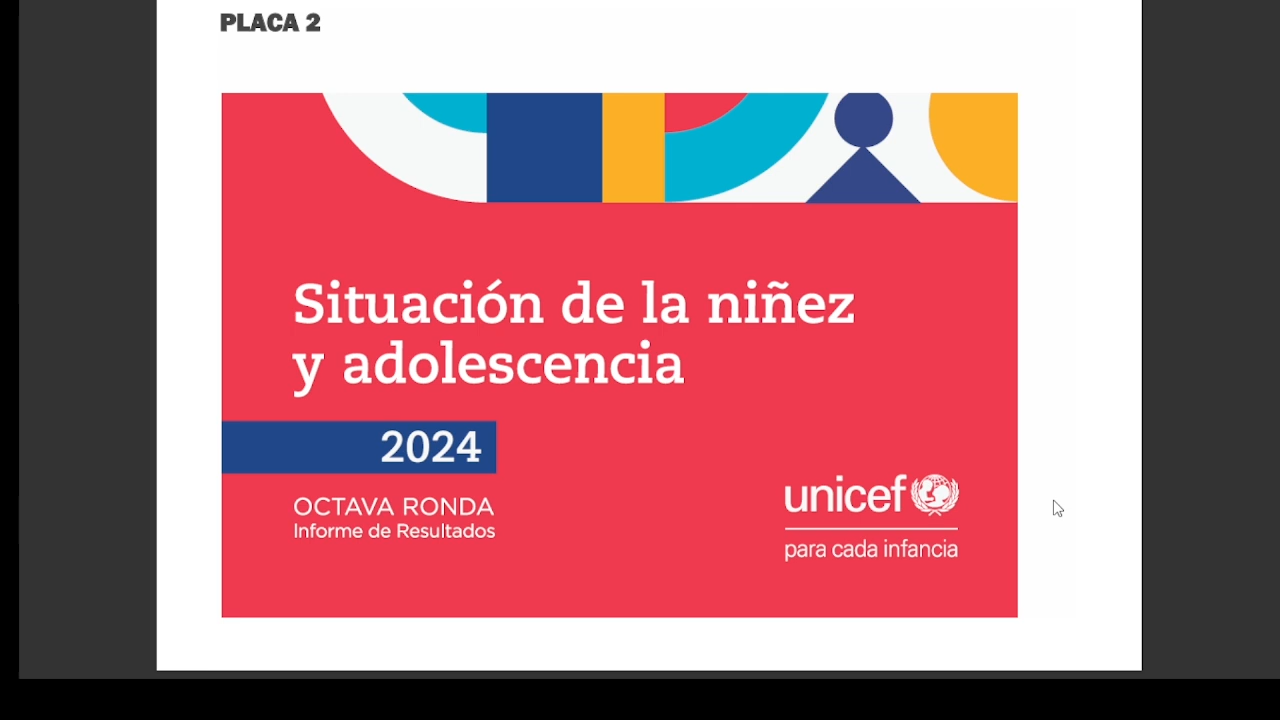 PLACA 2
Situación de la niñez
y adolescencia
2024
OCTAVA RONDA
Informe de Resultados
unicef
para cada infancia